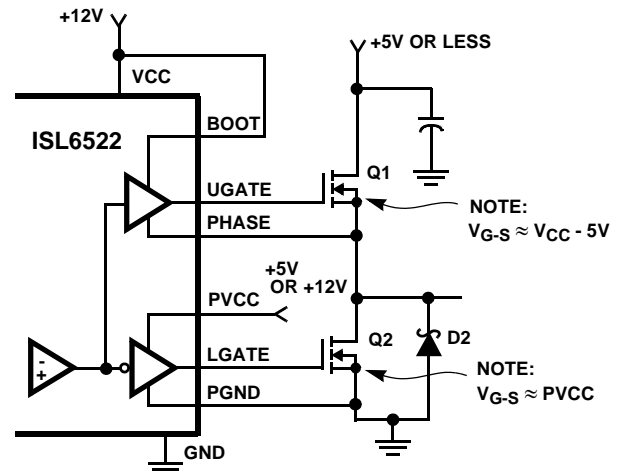 +12V
+5V OR LESS
VCC
BOOT
ISL6522
Q1
UGATE
NOTE:
VG-S ≈ VCC - 5V
PHASE
+5V
OR +12V
PVCC
Q2
D2
LGATE
NOTE:
VG-S ≈ PVCC
- +
PGND
GND